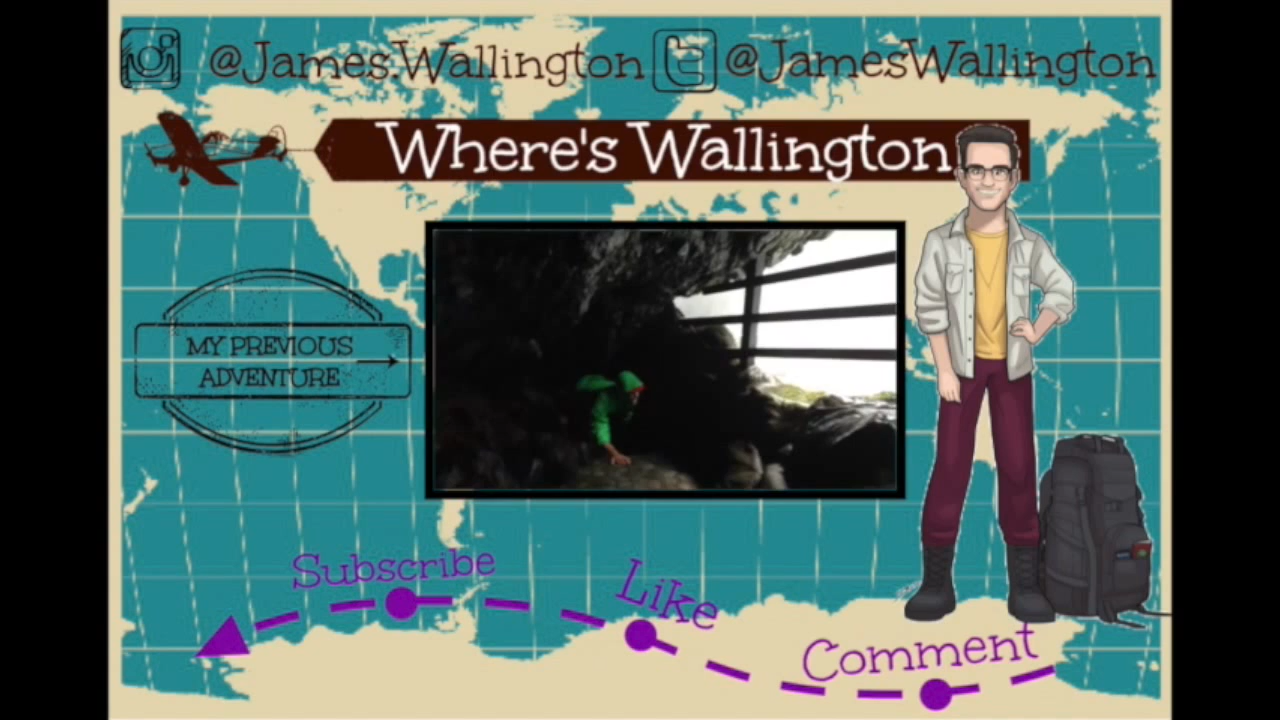 @James.Wallington @JamesWallington
Where's Wallington
MY PREVIOUS
ADVENTURE
Subscribe
Like
Comment